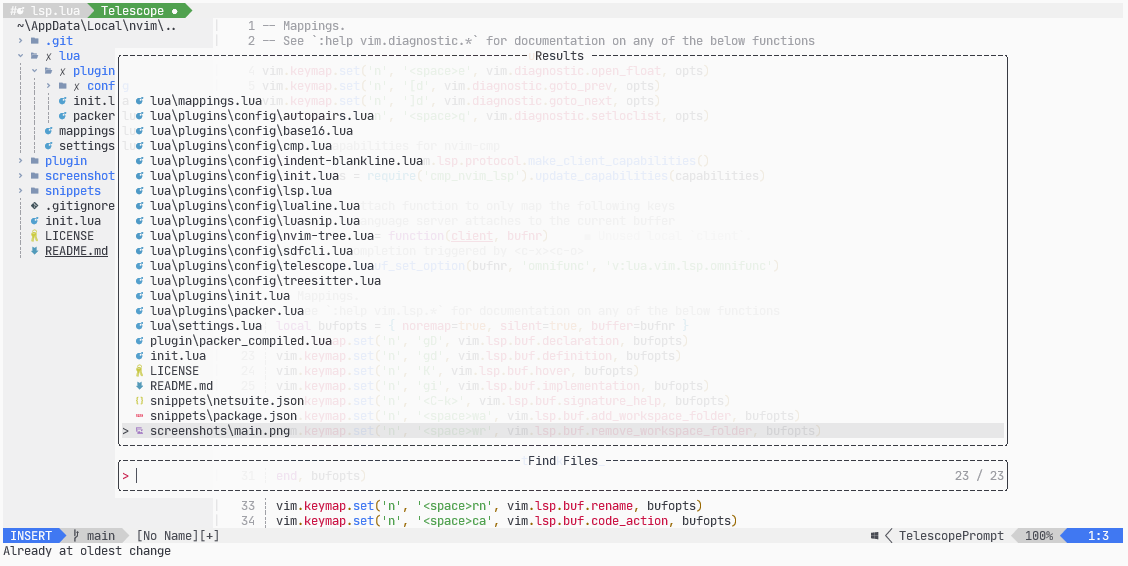 # lsp.lua Telescope ●
~\AppData\Local\nvim\..
.git
lua
plugin
conf
init.l
packer
mappings
settings
plugin
screenshot
snippets
.gitignore
init.lua
LICENSE
README.md
1 -- Mappings.
2 -- See `:help vim.diagnostic.*` for documentation on any of the below functions
Results
lua\mappings.lua
lua\plugins\config\autopairs.lua
lua\plugins\config\base16.lua
lua\plugins\config\cmp.lua
lua\plugins\config\indent-blankline.lua
lua\plugins\config\init.lua
lua\plugins\config\lsp.lua
lua\plugins\config\lualine.lua
lua\plugins\config\luasnip.lua
lua\plugins\config\nvim-tree.lua
lua\plugins\config\sdfcli.lua
lua\plugins\config\telescope.lua
lua\plugins\config\treesitter.lua
lua\plugins\init.lua
lua\plugins\packer.lua
lua\settings.lua
plugin\packer_compiled.lua
init.lua
LICENSE
README.md
snippets\netsuite.json
snippets\package.json
> screenshots\main.png
Find Files
> 23 / 23
33 vim.keymap.set('n', '<space>rn', vim.lsp.buf.rename, bufopts)
34 vim.keymap.set('n', '<space>ca', vim.lsp.buf.code_action, bufopts)
INSERT main [No Name][+] TelescopePrompt 100% 1:3
Already at oldest change